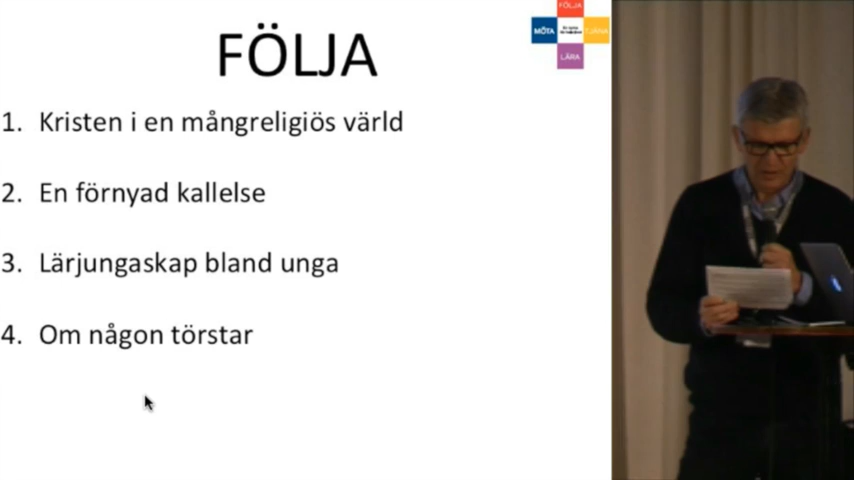 FÖLJA
FÖLJA
MÖTA
TJÄNA
LÄRA
1. Kristen i en mångreligiös värld
2. En förnyad kallelse
3. Lärjungaskap bland unga
4. Om någon törstar